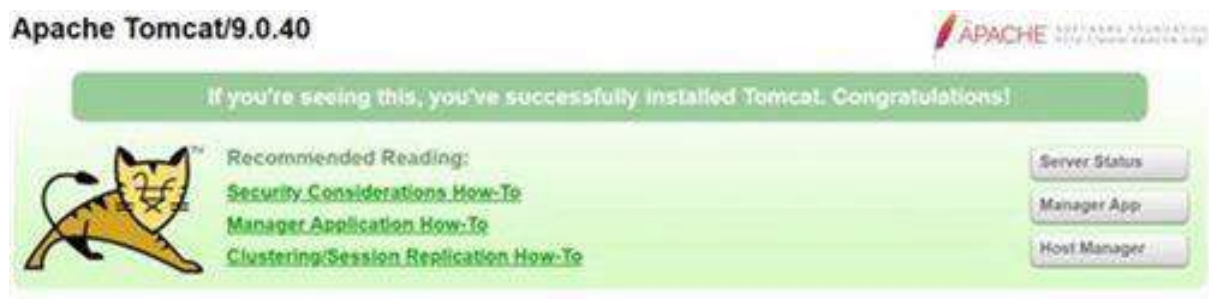 Apache Tomcat/9.0.40
APACHE
If you're seeing this, you've successfully installed Tomcat. Congratulations!
TM
Recommended Reading:
Security Considerations How-To
Manager Application How-To
Clustering/Session Replication How-To
Server Status
Manager App
Host Manager